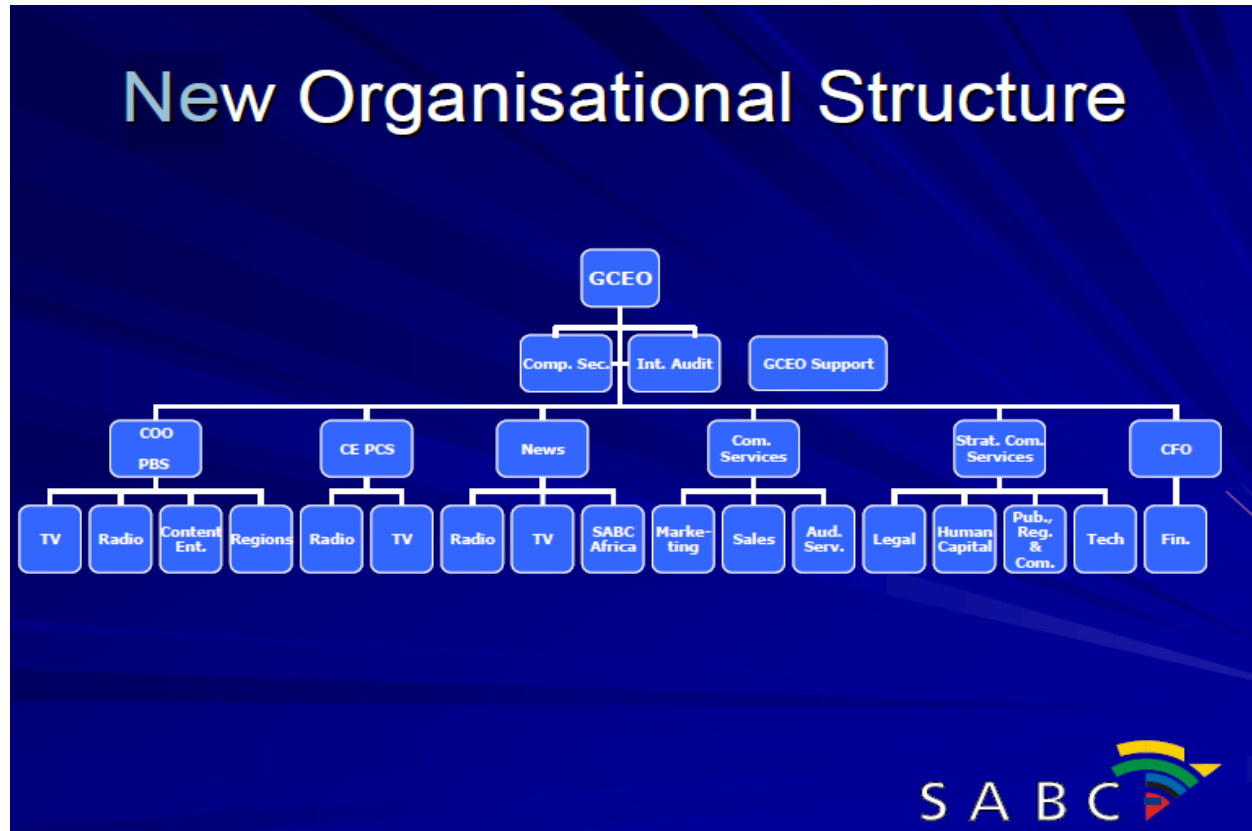 New Organisational Structure
GCEO
Comp. Sec.
Int. Audit
GCEO Support
COO
PBS
CE PCS
News
Com.
Services
Strat. Com.
Services
CFO
TV
Radio
Content
Ent.
Regions
Radio
TV
Radio
TV
SABC
Africa
Marke-
ting
Sales
Aud.
Serv.
Legal
Human
Capital
Pub.,
Reg.
&
Com.
Tech
Fin.
SABC